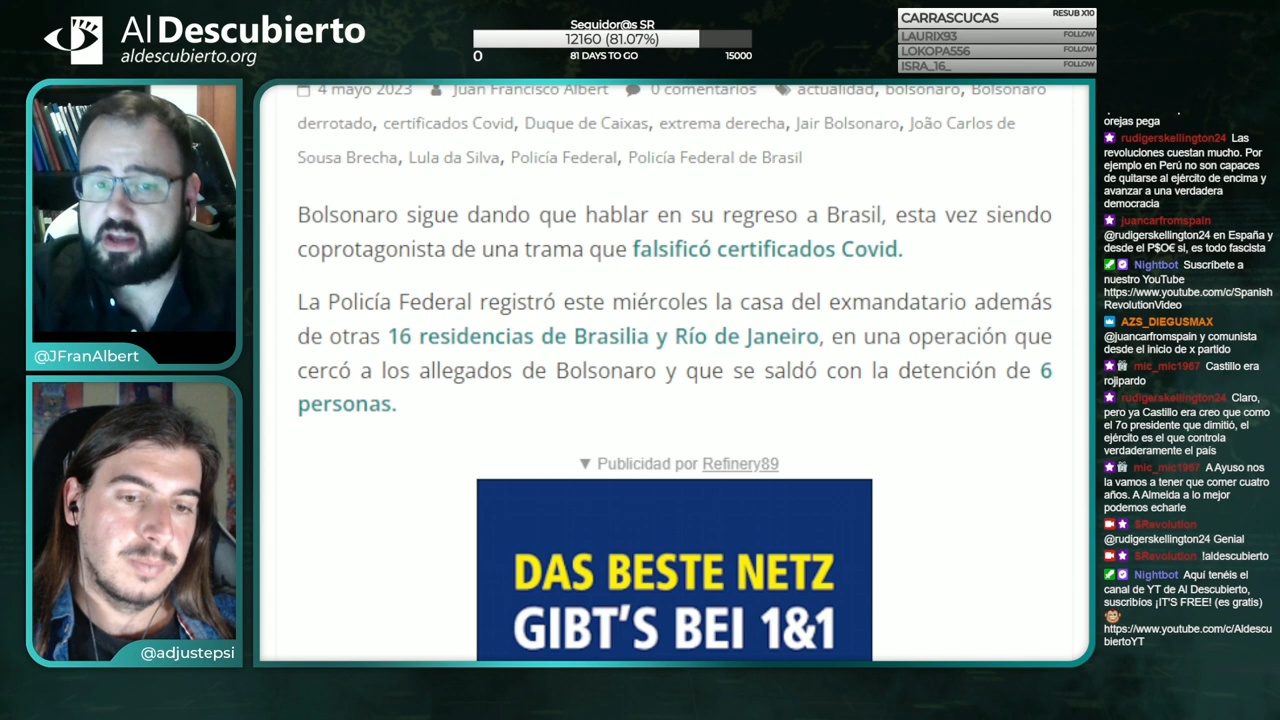 Al Descubierto
aldescubierto.org
Seguidor@s SR
12160 (81.07%)
0 81 DAYS TO GO 15000
CARRASCUCAS RESUB X10
LAURIX93 FOLLOW
LOKOPA556 FOLLOW
ISRA_16_ FOLLOW
@JFranAlbert
@adjustepsi
4 mayo 2023 Juan Francisco Albert 0 comentarios actualidad, bolsonaro, Bolsonaro
derrotado, certificados Covid, Duque de Caixas, extrema derecha, Jair Bolsonaro, João Carlos de
Sousa Brecha, Lula da Silva, Policía Federal, Policía Federal de Brasil
Bolsonaro sigue dando que hablar en su regreso a Brasil, esta vez siendo
coprotagonista de una trama que falsificó certificados Covid.
La Policía Federal registró este miércoles la casa del exmandatario además
de otras 16 residencias de Brasilia y Río de Janeiro, en una operación que
cercó a los allegados de Bolsonaro y que se saldó con la detención de 6
personas.
▼ Publicidad por Refinery89
DAS BESTE NETZ
GIBT'S BEI 1&1
orejas pega
rudigerskellington24 Las
revoluciones cuestan mucho. Por
ejemplo en Perú no son capaces
de quitarse al ejército de encima y
avanzar a una verdadera
democracia
juancarfromspain
@rudigerskellington24 en España y
desde el P$O€ si, es todo fascista
Nightbot Suscríbete a
nuestro YouTube
https://www.youtube.com/c/Spanish
RevolutionVideo
AZS_DIEGUSMAX
@juancarfromspain y comunista
desde el inicio de x partido
mic_mic1967 Castillo era
rojipardo
rudigerskellington24 Claro,
pero ya Castillo era creo que como
el 7o presidente que dimitió, el
ejército es el que controla
verdaderamente el país
mic_mic1967 A Ayuso nos
la vamos a tener que comer cuatro
años. A Almeida a lo mejor
podemos echarle
SRevolution
@rudigerskellington24 Genial
SRevolution !aldescubierto
Nightbot Aquí tenéis el
canal de YT de Al Descubierto,
suscribíos ¡IT'S FREE! (es gratis)
https://www.youtube.com/c/Aldescu
biertoYT